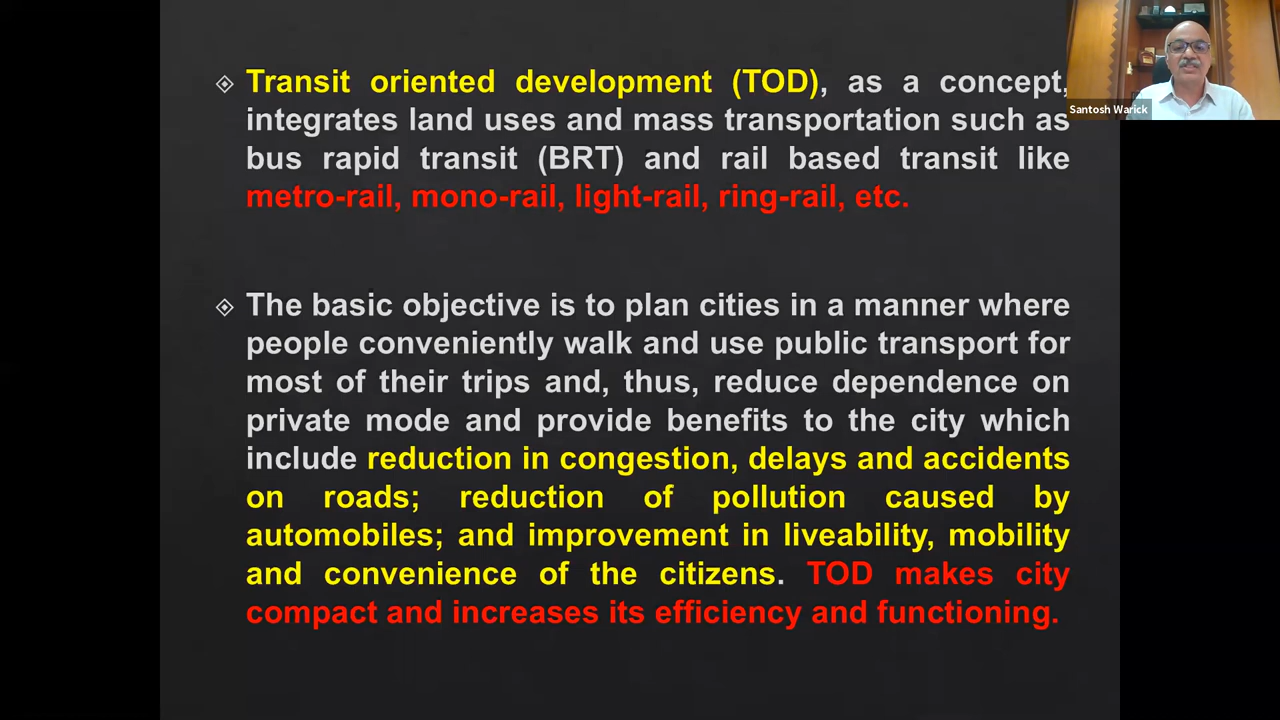 Transit oriented development (TOD), as a concept,
integrates land uses and mass transportation such as
bus rapid transit (BRT) and rail based transit like
metro-rail, mono-rail, light-rail, ring-rail, etc.
The basic objective is to plan cities in a manner where
people conveniently walk and use public transport for
most of their trips and, thus, reduce dependence on
private mode and provide benefits to the city which
include reduction in congestion, delays and accidents
on roads; reduction of pollution caused by
automobiles; and improvement in liveability, mobility
and convenience of the citizens. TOD makes city
compact and increases its efficiency and functioning.
Santosh Warick